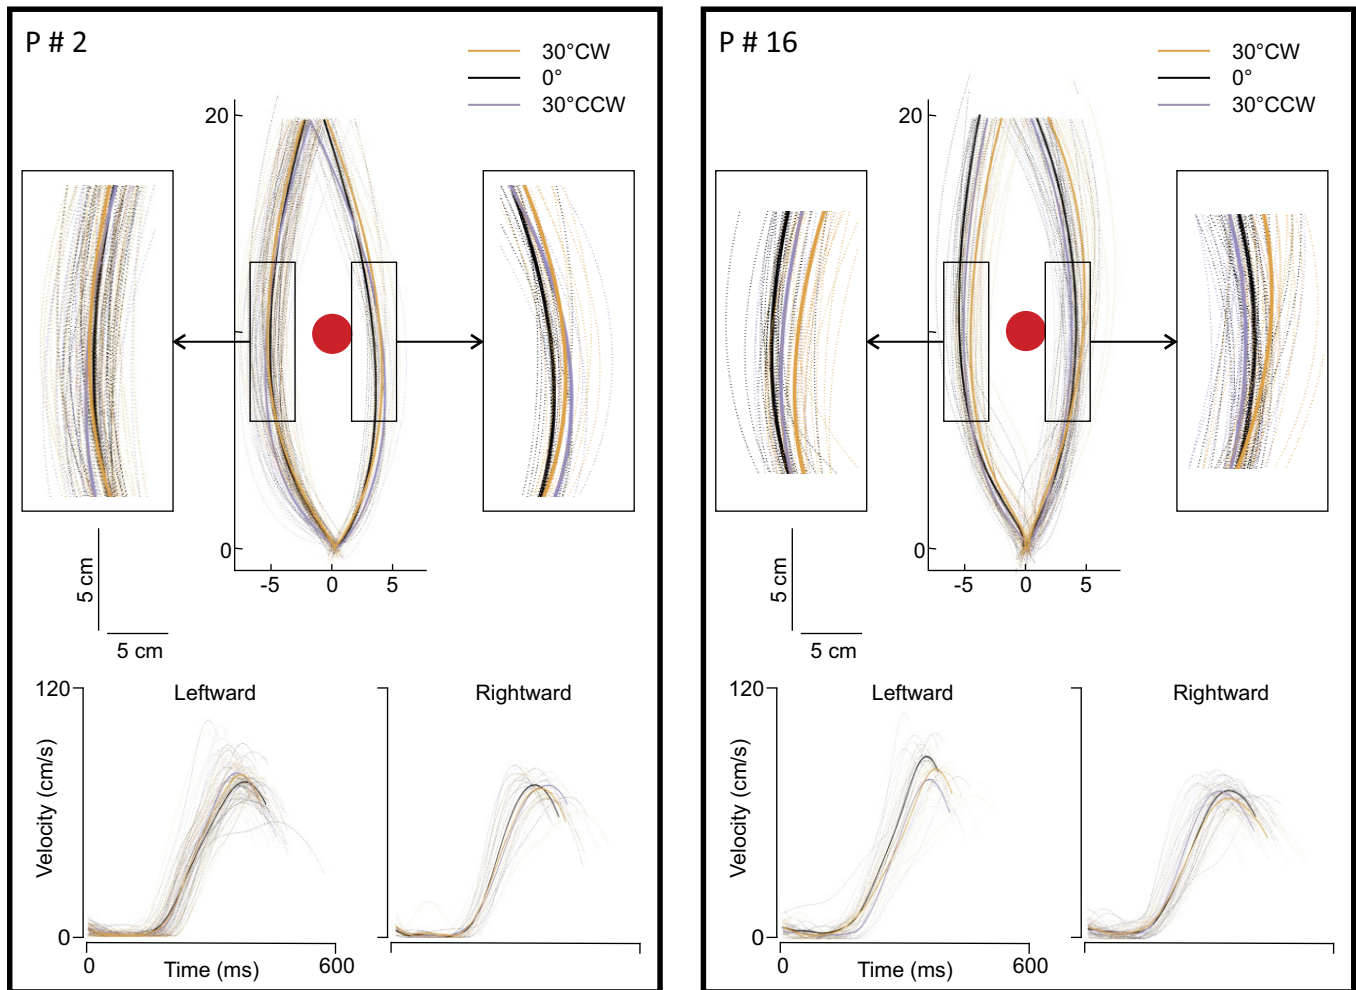 P # 2
30°CW
0°
30°CCW
20
0
-5 0 5
5 cm
5 cm
Leftward
Rightward
120
0
Velocity (cm/s)
0
Time (ms)
600
P # 16
30°CW
0°
30°CCW
20
0
-5 0 5
5 cm
5 cm
Leftward
Rightward
120
0
Velocity (cm/s)
0
Time (ms)
600